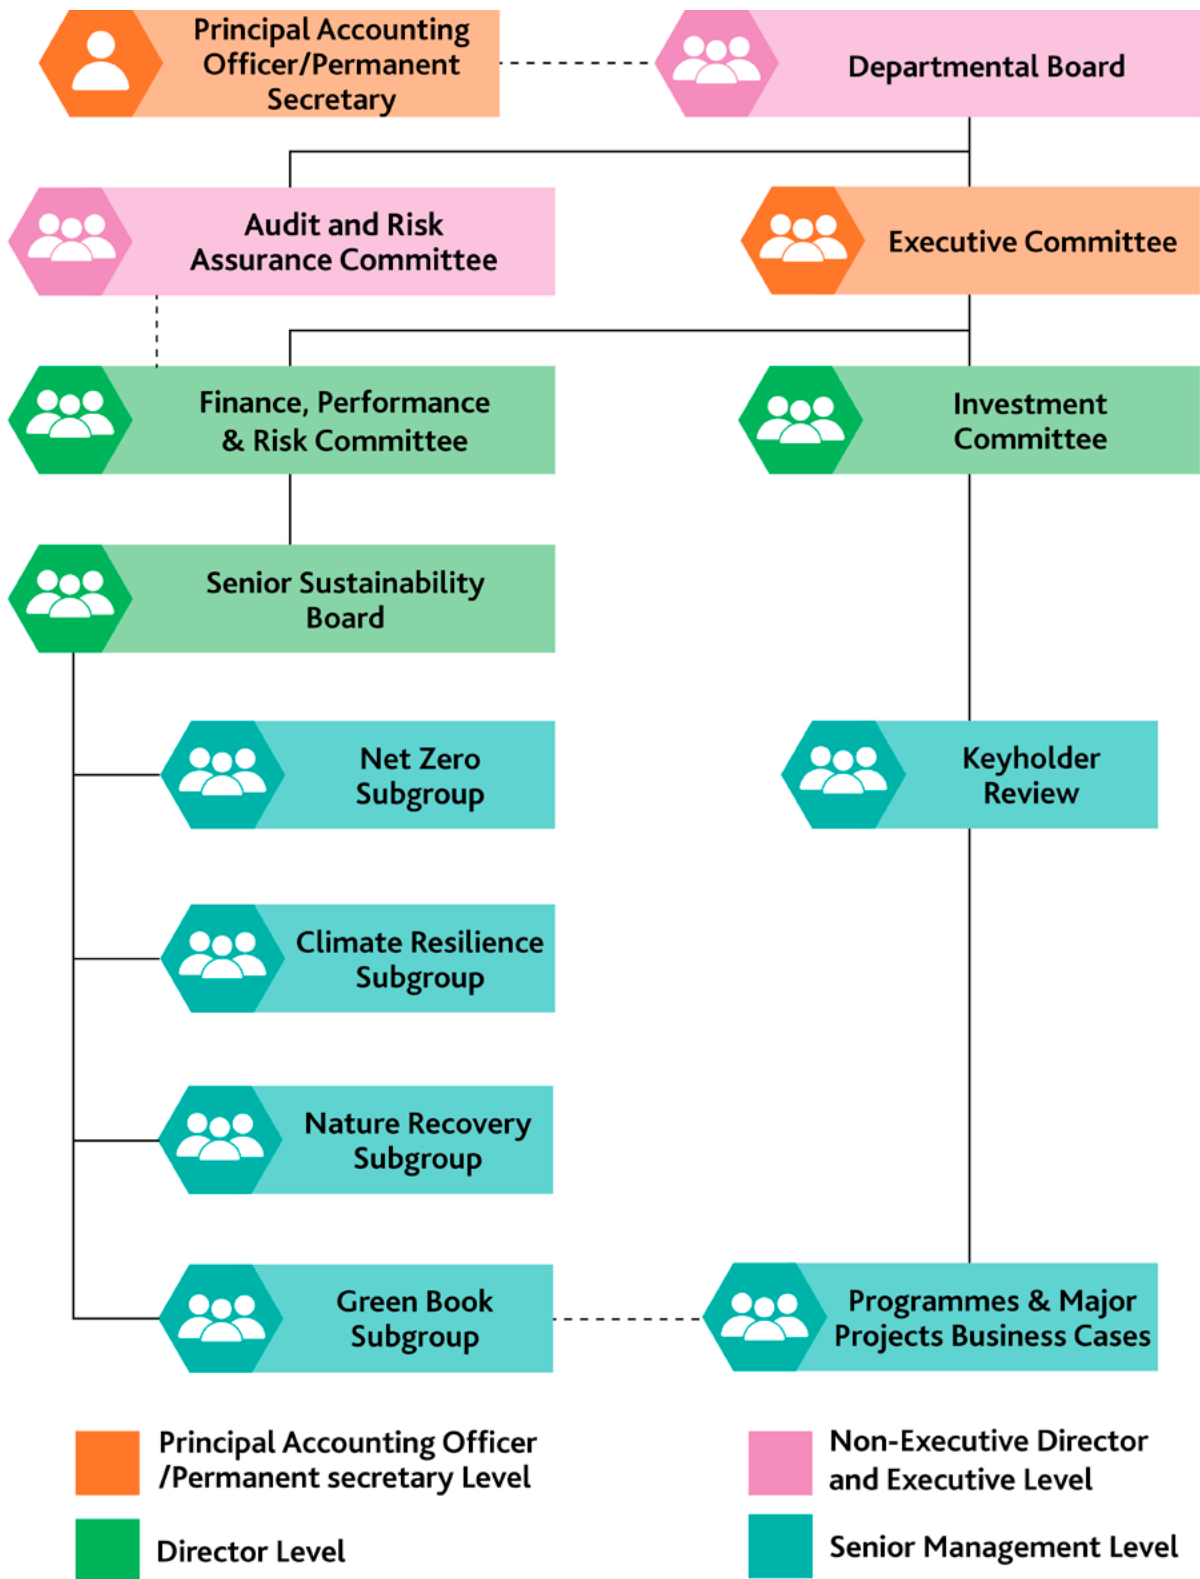 Principal Accounting
Officer/Permanent
Secretary
Departmental Board
Audit and Risk
Assurance Committee
Executive Committee
Finance, Performance
& Risk Committee
Investment
Committee
Senior Sustainability
Board
Net Zero
Subgroup
Keyholder
Review
Climate Resilience
Subgroup
Nature Recovery
Subgroup
Green Book
Subgroup
Programmes & Major
Projects Business Cases
Principal Accounting Officer
/Permanent secretary Level
Non-Executive Director
and Executive Level
Director Level
Senior Management Level